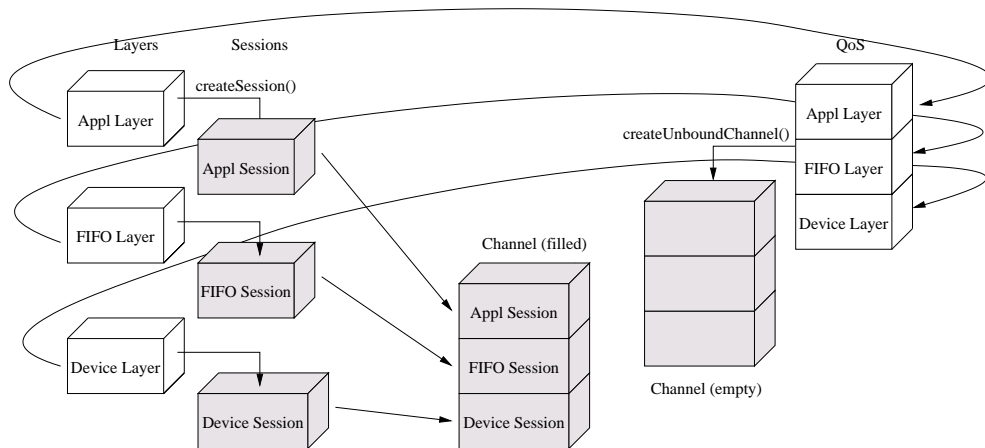 Layers
Sessions
QoS
createSession()
Appl Layer
Appl Session
FIFO Layer
FIFO Session
Device Layer
Device Session
Channel (filled)
Appl Session
FIFO Session
Device Session
createUnboundChannel()
Channel (empty)
Appl Layer
FIFO Layer
Device Layer